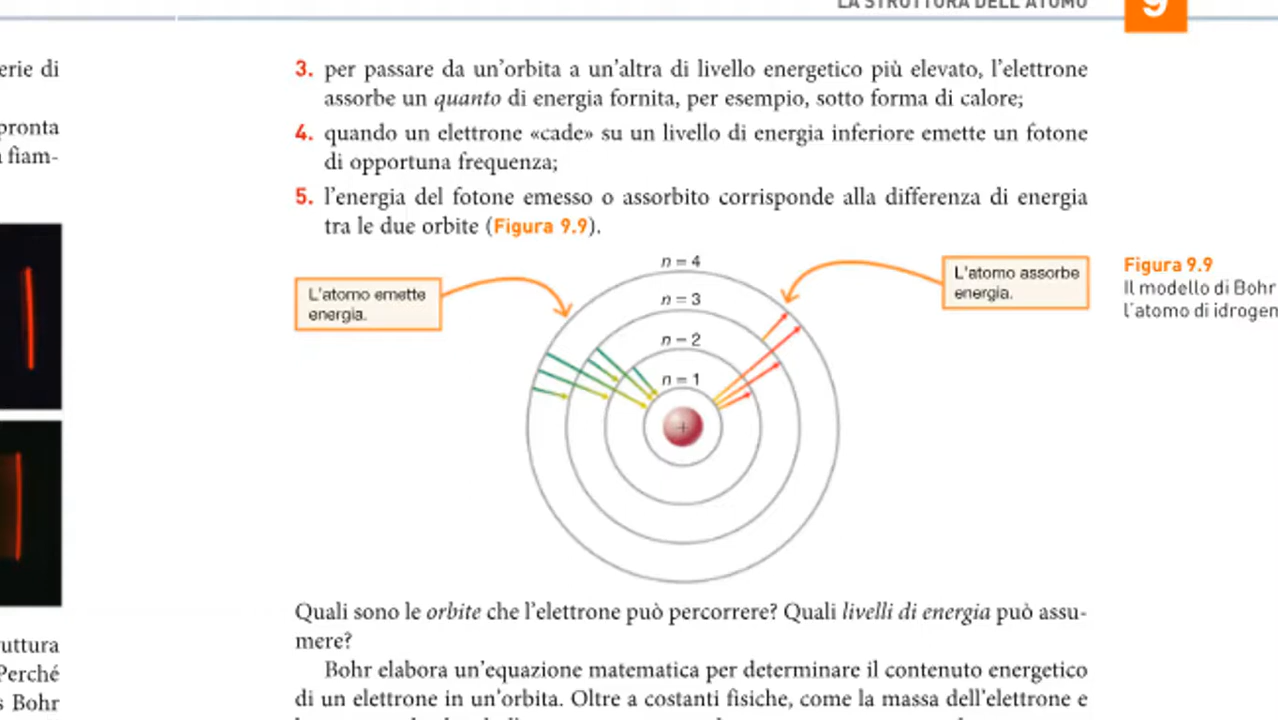 LA STRUTTURA DELL'ATOMO
9
erie di
pronta
fiam-
uttura
Perché
s Bohr
3. per passare da un'orbita a un'altra di livello energetico più elevato, l'elettrone
assorbe un quanto di energia fornita, per esempio, sotto forma di calore;
4. quando un elettrone «cade» su un livello di energia inferiore emette un fotone
di opportuna frequenza;
5. l'energia del fotone emesso o assorbito corrisponde alla differenza di energia
tra le due orbite (Figura 9.9).
L'atomo emette
energia.
n = 4
n = 3
n = 2
n = 1
+
L'atomo assorbe
energia.
Figura 9.9
Il modello di Bohr
l'atomo di idrogen
Quali sono le orbite che l'elettrone può percorrere? Quali livelli di energia può assu-
mere?
Bohr elabora un'equazione matematica per determinare il contenuto energetico
di un elettrone in un'orbita. Oltre a costanti fisiche, come la massa dell'elettrone e